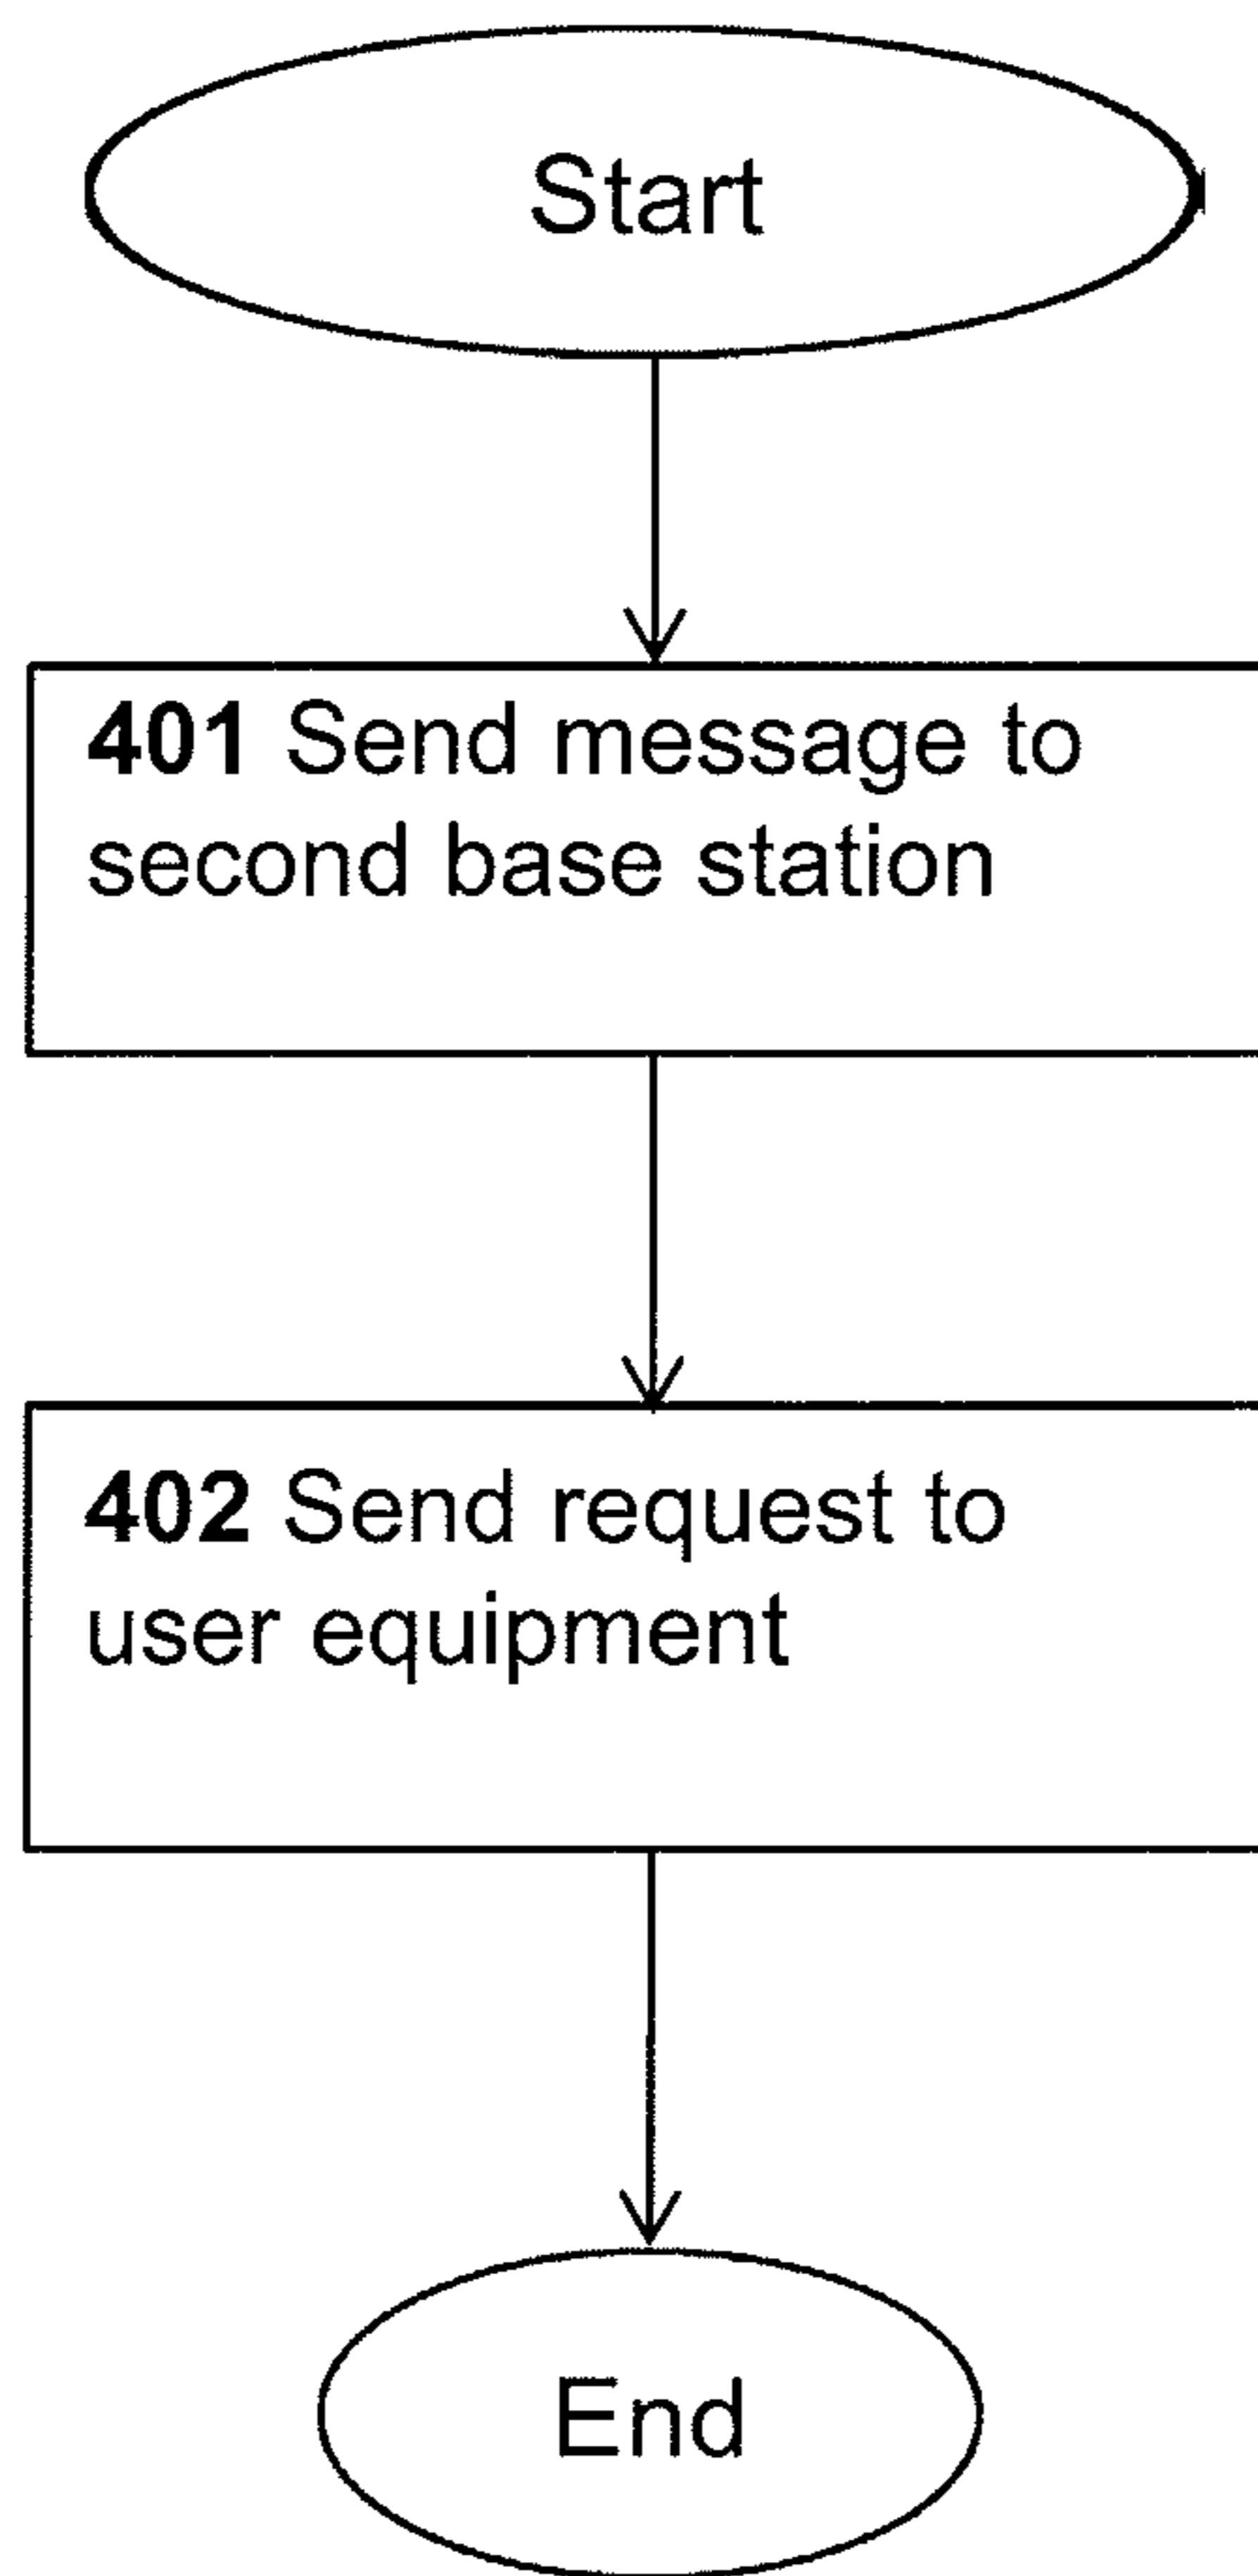 Start
401 Send message to
second base station
402 Send request to
user equipment
End